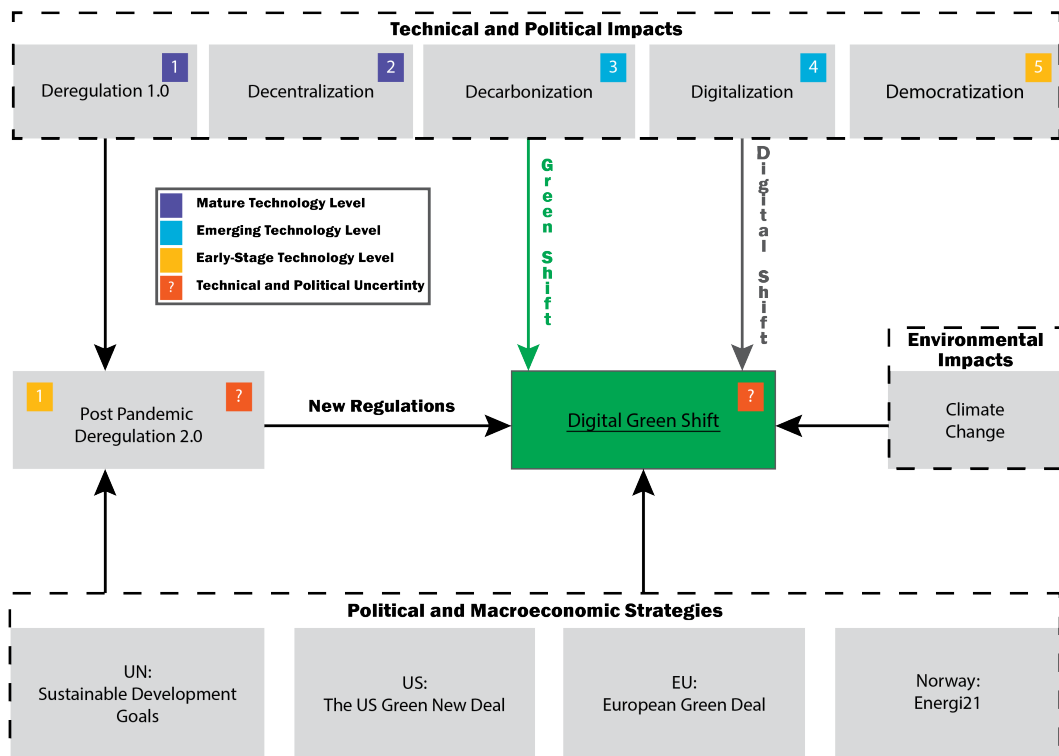 Technical and Political Impacts
1
Deregulation 1.0
2
Decentralization
3
Decarbonization
4
Digitalization
5
Democratization
Green Shift
Digital Shift
Mature Technology Level
Emerging Technology Level
Early-Stage Technology Level
? Technical and Political Uncertinty
Environmental
Impacts
Climate
Change
1
?
Post Pandemic
Deregulation 2.0
New Regulations
?
Digital Green Shift
Political and Macroeconomic Strategies
UN:
Sustainable Development
Goals
US:
The US Green New Deal
EU:
European Green Deal
Norway:
Energi21